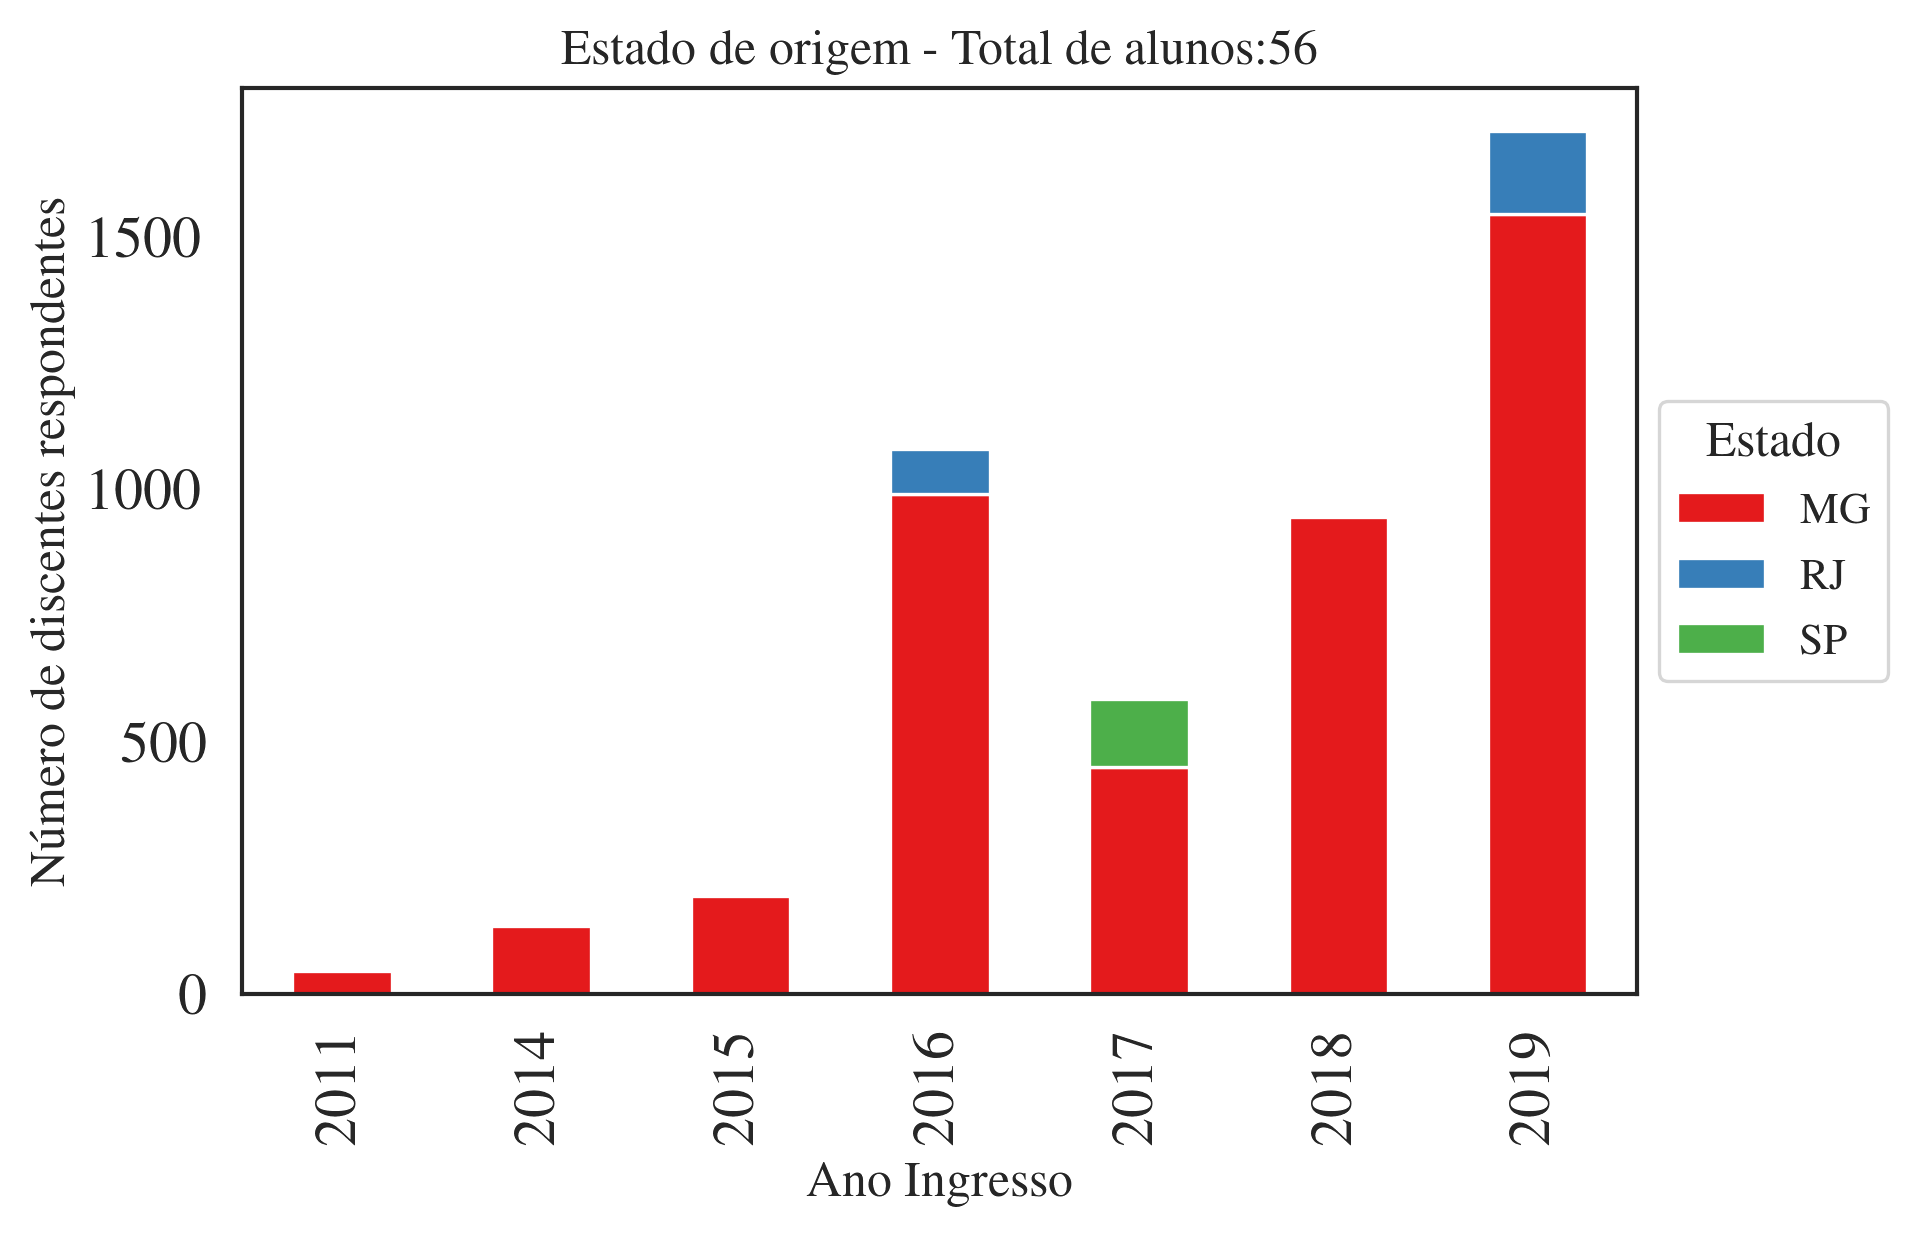 Estado de origem - Total de alunos:56
Número de discentes respondentes
1500
1000
500
0
2011
2014
2015
2016
2017
2018
2019
Ano Ingresso
Estado
MG
RJ
SP